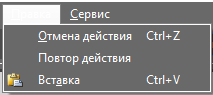 Сервис
Отмена действия Ctrl+Z
Повтор действия
Вставка Ctrl+V